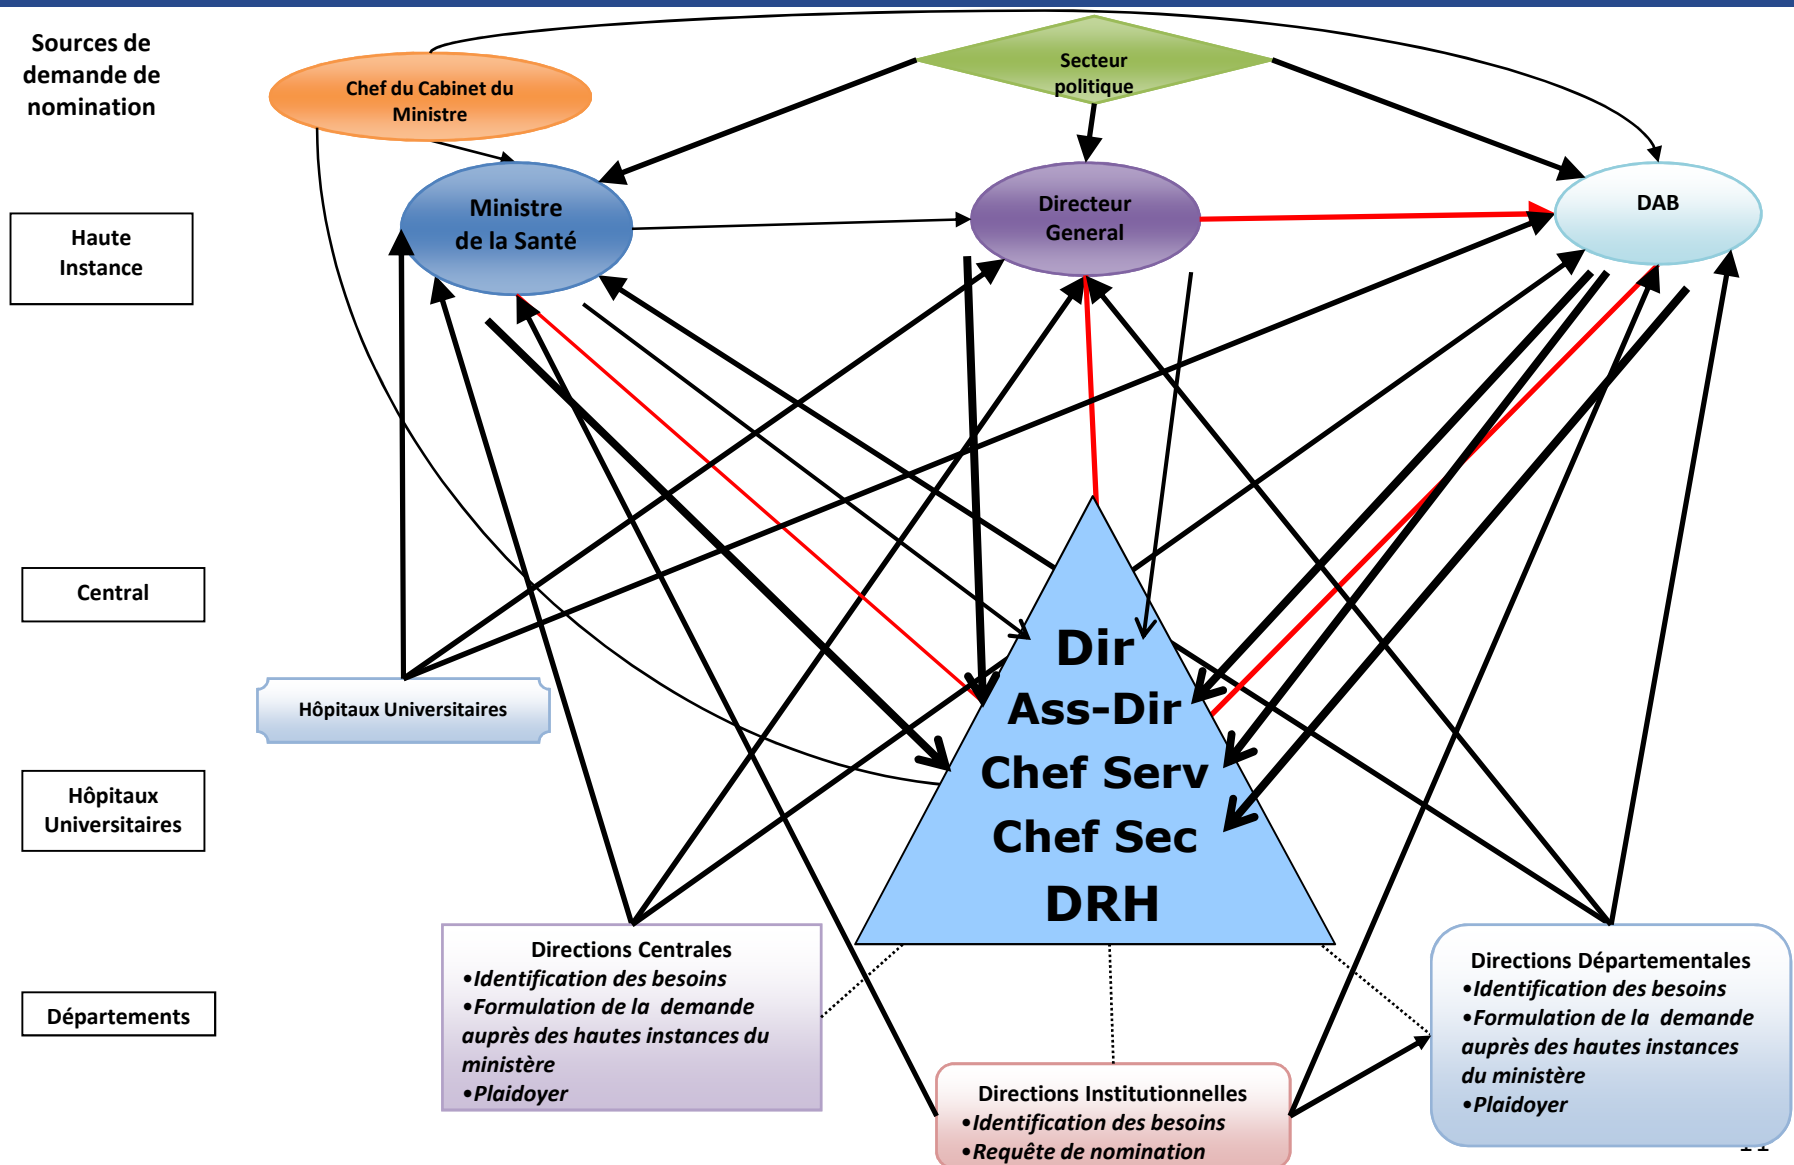 Sources de
demande de
nomination
Chef du Cabinet du
Ministre
Secteur
politique
Haute
Instance
Ministre
de la Santé
Directeur
General
DAB
Central
Hôpitaux Universitaires
Hôpitaux
Universitaires
Dir
Ass-Dir
Chef Serv
Chef Sec
DRH
Départements
Directions Centrales
•Identification des besoins
•Formulation de la demande
auprès des hautes instances du
ministère
•Plaidoyer
Directions Institutionnelles
•Identification des besoins
•Requête de nomination
Directions Départementales
•Identification des besoins
•Formulation de la demande
auprès des hautes instances
du ministère
•Plaidoyer